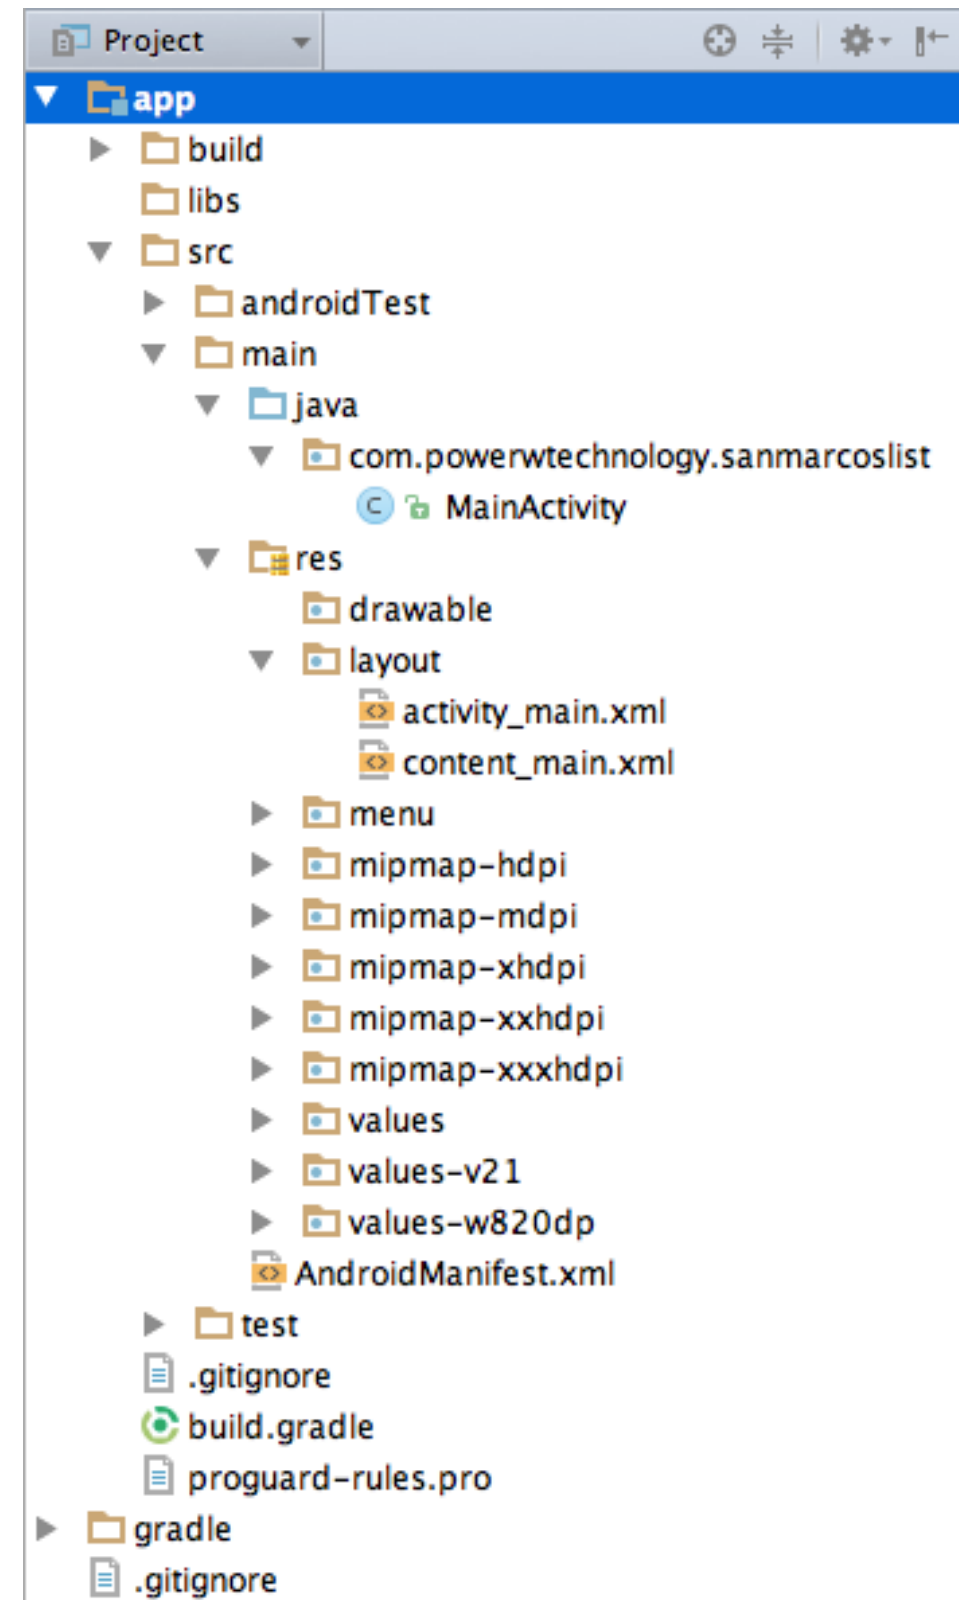 Project
app
build
libs
src
androidTest
main
java
com.powerwtechnology.sanmarcoslist
C MainActivity
res
drawable
layout
activity_main.xml
content_main.xml
menu
mipmap-hdpi
mipmap-mdpi
mipmap-xhdpi
mipmap-xxhdpi
mipmap-xxxhdpi
values
values-v21
values-w820dp
AndroidManifest.xml
test
.gitignore
build.gradle
proguard-rules.pro
gradle
.gitignore